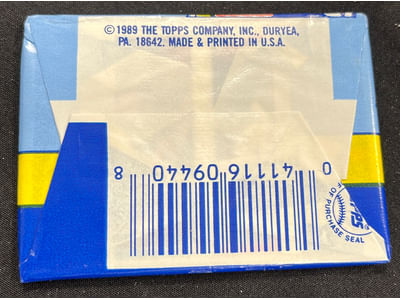 ©1989 THE TOPPS COMPANY, INC., DURYEA,
PA. 18642. MADE & PRINTED IN U.S.A.
0 41116 09440 8
OF PURCHASE SEAL